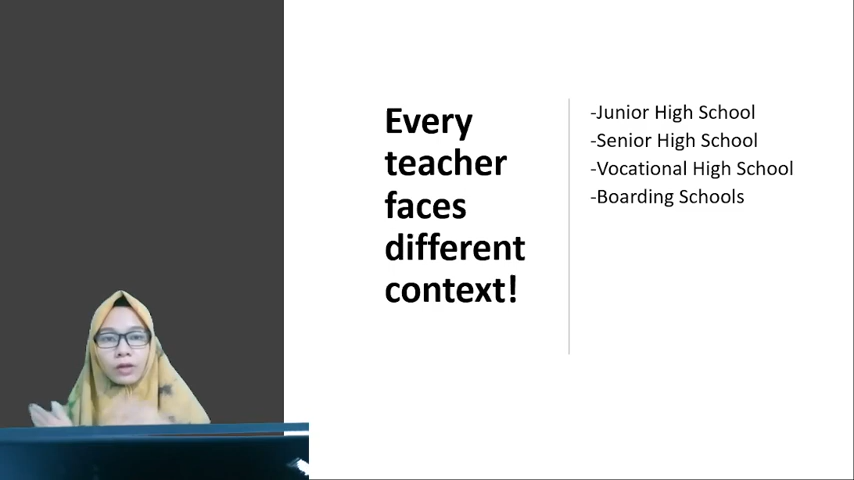 Every
teacher
faces
different
context!
-Junior High School
-Senior High School
-Vocational High School
-Boarding Schools